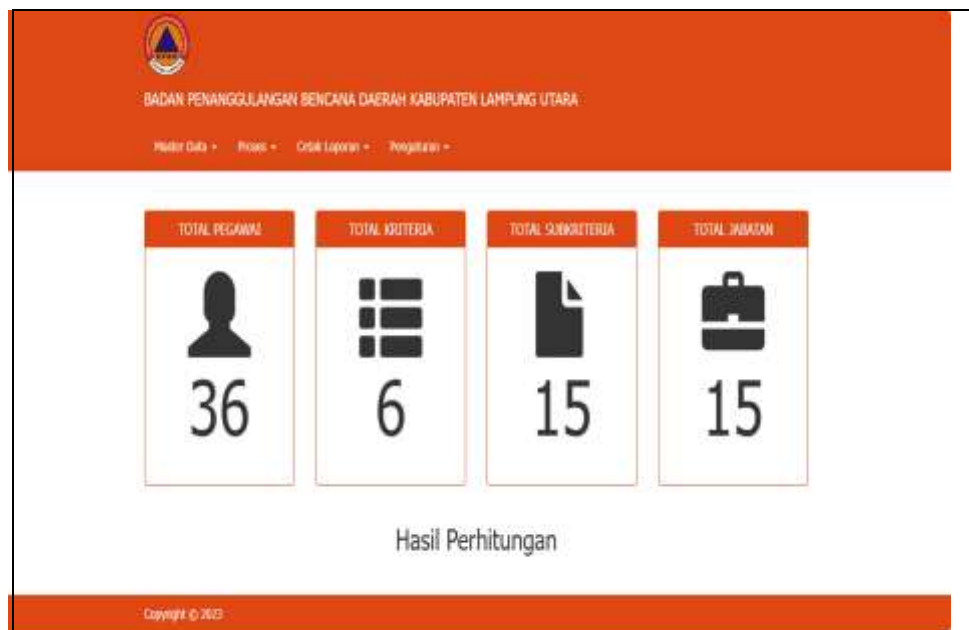 BADAN PENANGGULANGAN BENCANA DAERAH KABUPATEN LAMPUNG UTARA
Master Data Proses Cetak Laporan Pengaturan
TOTAL PEGAWAI TOTAL KRITERIA TOTAL SUBKRITERIA TOTAL JABATAN
36 6 15 15
Hasil Perhitungan
Copyright © 2023